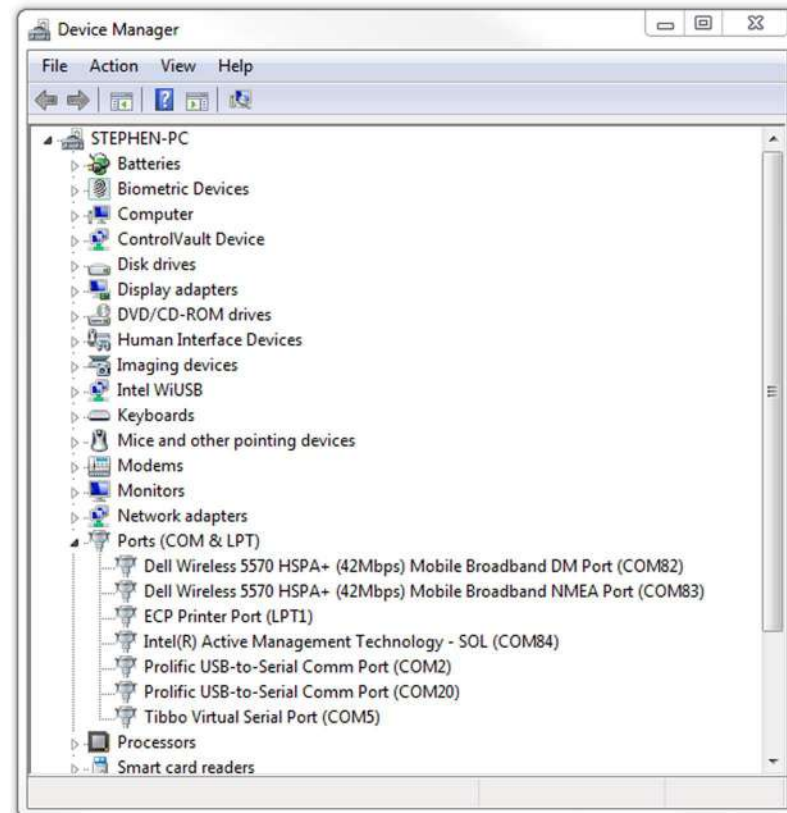 Device Manager
File Action View Help
STEPHEN-PC
Batteries
Biometric Devices
Computer
ControlVault Device
Disk drives
Display adapters
DVD/CD-ROM drives
Human Interface Devices
Imaging devices
Intel WiUSB
Keyboards
Mice and other pointing devices
Modems
Monitors
Network adapters
Ports (COM & LPT)
Dell Wireless 5570 HSPA+ (42Mbps) Mobile Broadband DM Port (COM82)
Dell Wireless 5570 HSPA+ (42Mbps) Mobile Broadband NMEA Port (COM83)
ECP Printer Port (LPT1)
Intel(R) Active Management Technology - SOL (COM84)
Prolific USB-to-Serial Comm Port (COM2)
Prolific USB-to-Serial Comm Port (COM20)
Tibbo Virtual Serial Port (COM5)
Processors
Smart card readers